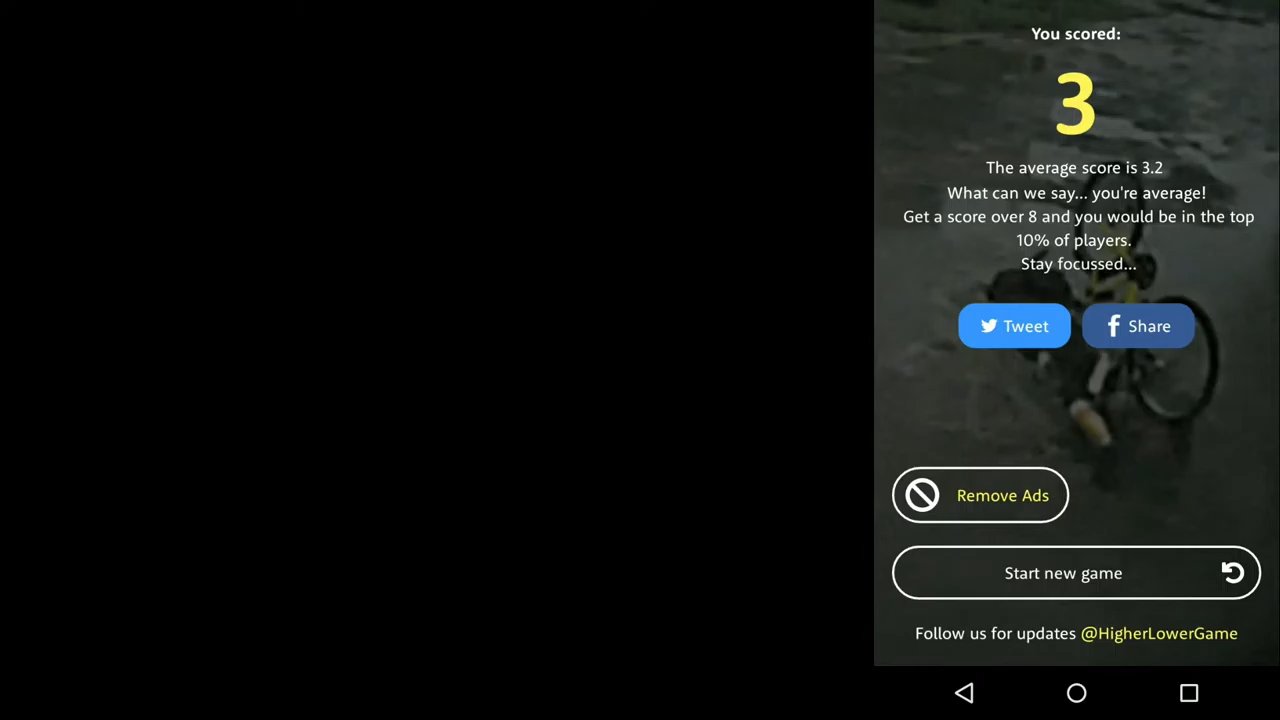 You scored:
3
The average score is 3.2
What can we say... you're average!
Get a score over 8 and you would be in the top
10% of players.
Stay focussed...
Tweet
Share
Remove Ads
Start new game
Follow us for updates @HigherLowerGame